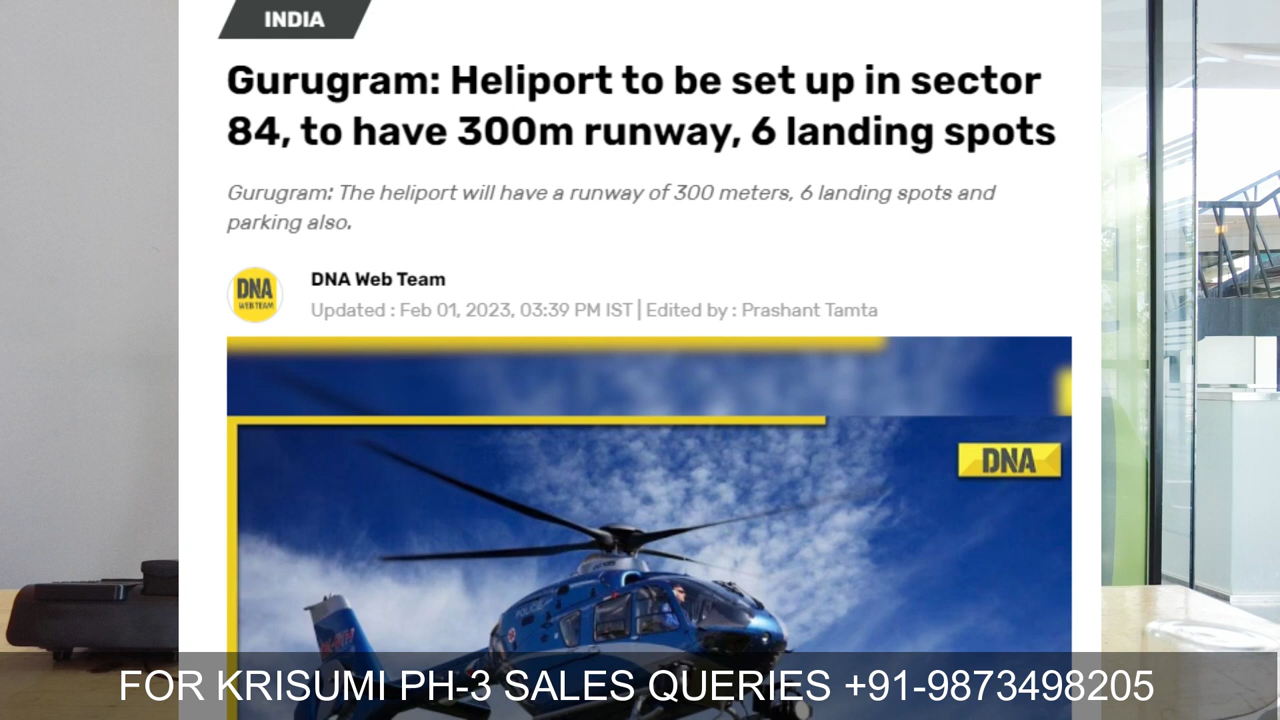 INDIA
Gurugram: Heliport to be set up in sector
84, to have 300m runway, 6 landing spots
Gurugram: The heliport will have a runway of 300 meters, 6 landing spots and
parking also.
DNA
WEB TEAM
DNA Web Team
Updated : Feb 01, 2023, 03:39 PM IST | Edited by : Prashant Tamta
DNA
POLICE
FOR KRISUMI PH-3 SALES QUERIES +91-9873498205